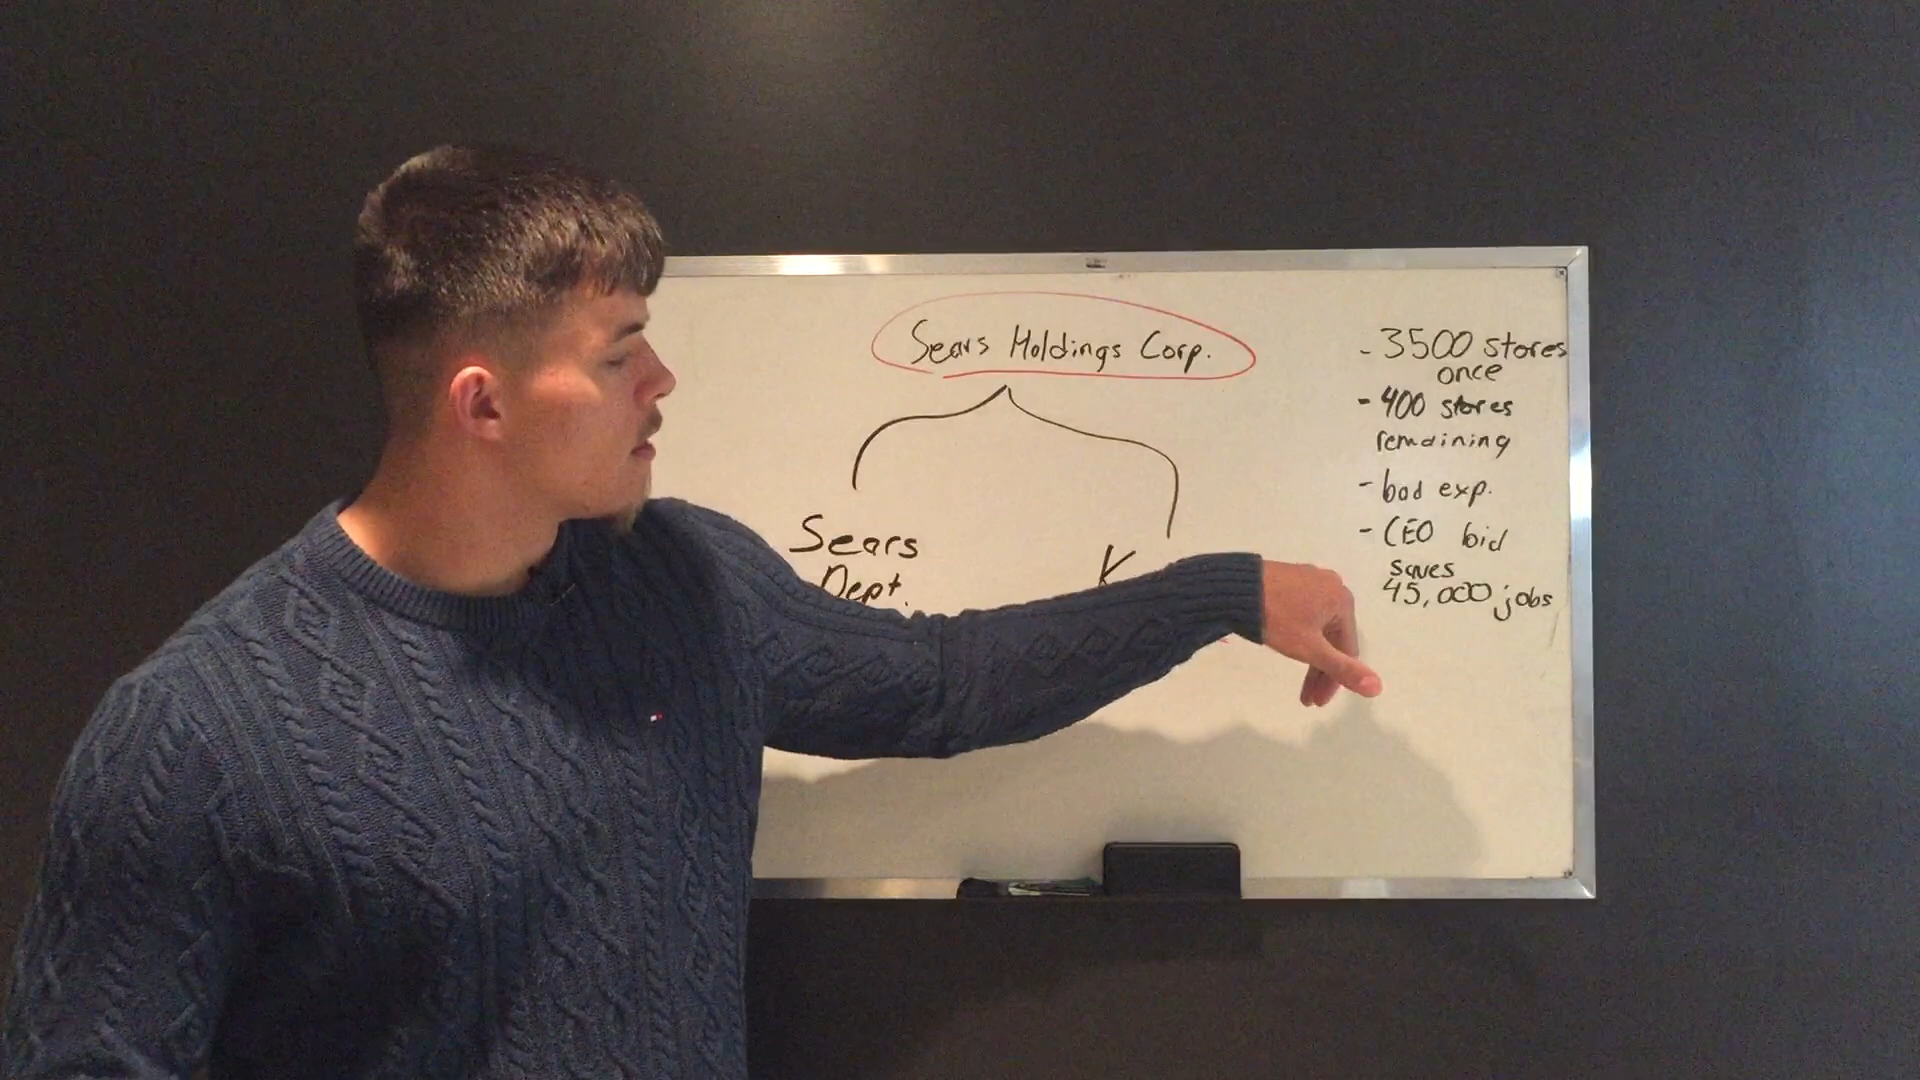 Sears Holdings Corp.
Sears
Dept.
K
- 3500 stores
once
- 400 stores
remaining
- bad exp.
- CEO bid
saves
45,000 jobs